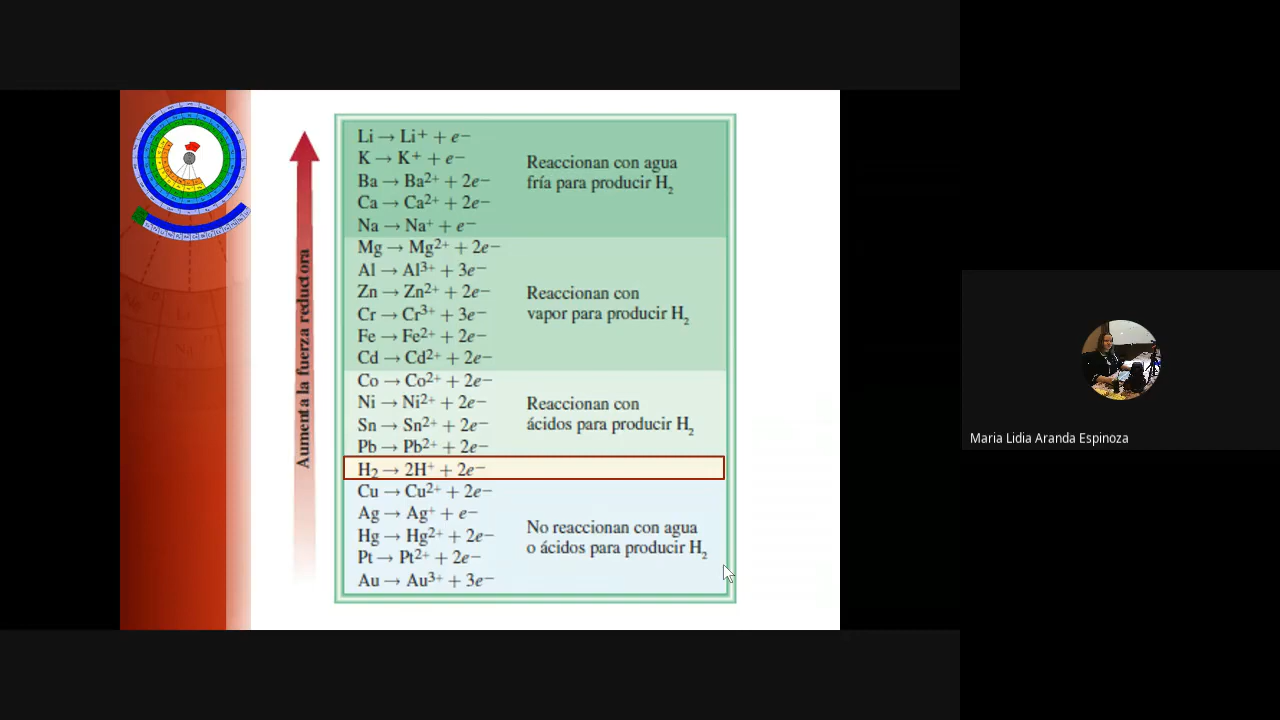 Aumenta la fuerza reductora
Li → Li⁺ + e−
K → K⁺ + e−
Ba → Ba²⁺ + 2e−
Ca → Ca²⁺ + 2e−
Na → Na⁺ + e−
Reaccionan con agua
fría para producir H₂
Mg → Mg²⁺ + 2e−
Al → Al³⁺ + 3e−
Zn → Zn²⁺ + 2e−
Cr → Cr³⁺ + 3e−
Fe → Fe²⁺ + 2e−
Cd → Cd²⁺ + 2e−
Reaccionan con
vapor para producir H₂
Co → Co²⁺ + 2e−
Ni → Ni²⁺ + 2e−
Sn → Sn²⁺ + 2e−
Pb → Pb²⁺ + 2e−
Reaccionan con
ácidos para producir H₂
H₂ → 2H⁺ + 2e−
Cu → Cu²⁺ + 2e−
Ag → Ag⁺ + e−
Hg → Hg²⁺ + 2e−
Pt → Pt²⁺ + 2e−
Au → Au³⁺ + 3e−
No reaccionan con agua
o ácidos para producir H₂
Maria Lidia Aranda Espinoza